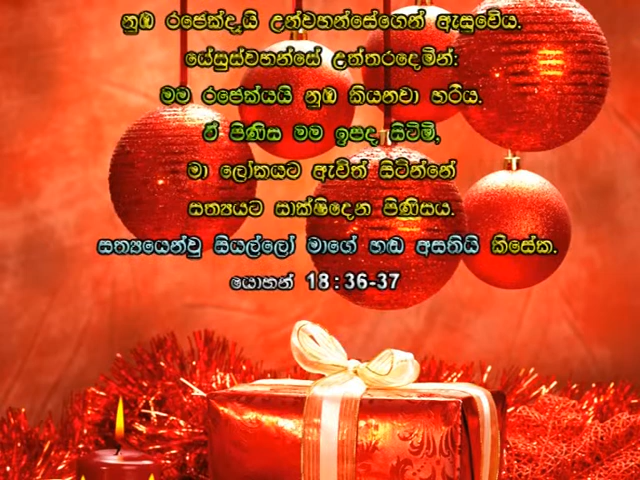 නුඹ රජෙක්දැයි උන්වහන්සේගෙන් ඇසුවේය.
යේසුස්වහන්සේ උත්තරදෙමින්:
මම රජෙක්යයි නුඹ කියනවා හරිය.
ඒ පිණිස මම ඉපද සිටිමි,
මා ලෝකයට ඇවිත් සිටින්නේ
සත්‍යයට සාක්ෂිදෙන පිණිසය.
සත්‍යයෙන්වූ සියල්ලෝ මාගේ හඬ අසතියි කීසේක.
යොහන් 18:36-37